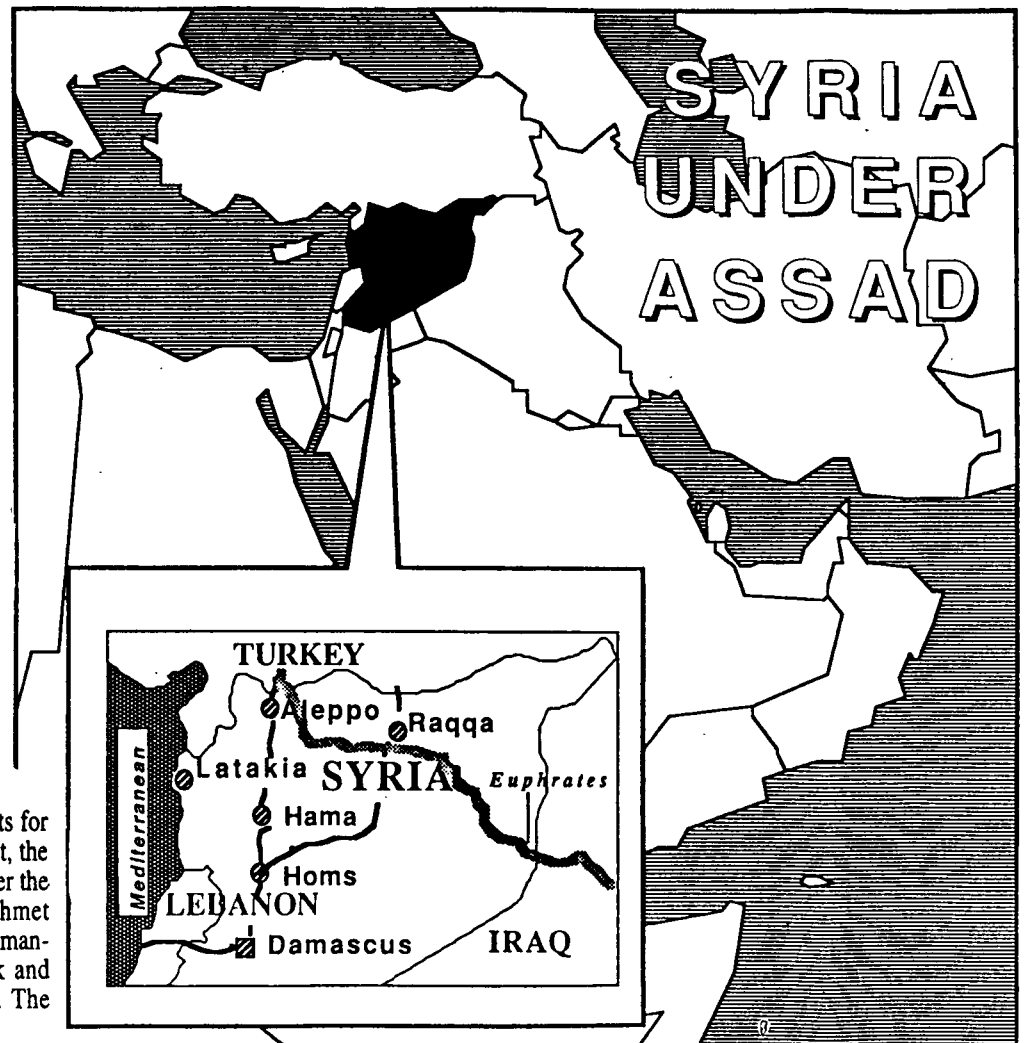 SYRIA
UNDER
ASSAD
TURKEY
Aleppo
Raqqa
Latakia
SYRIA
Euphrates
Mediterranean
Hama
Homs
LEBANON
IRAQ
Damascus
ts for
t, the
er the
hmet
man-
k and
The